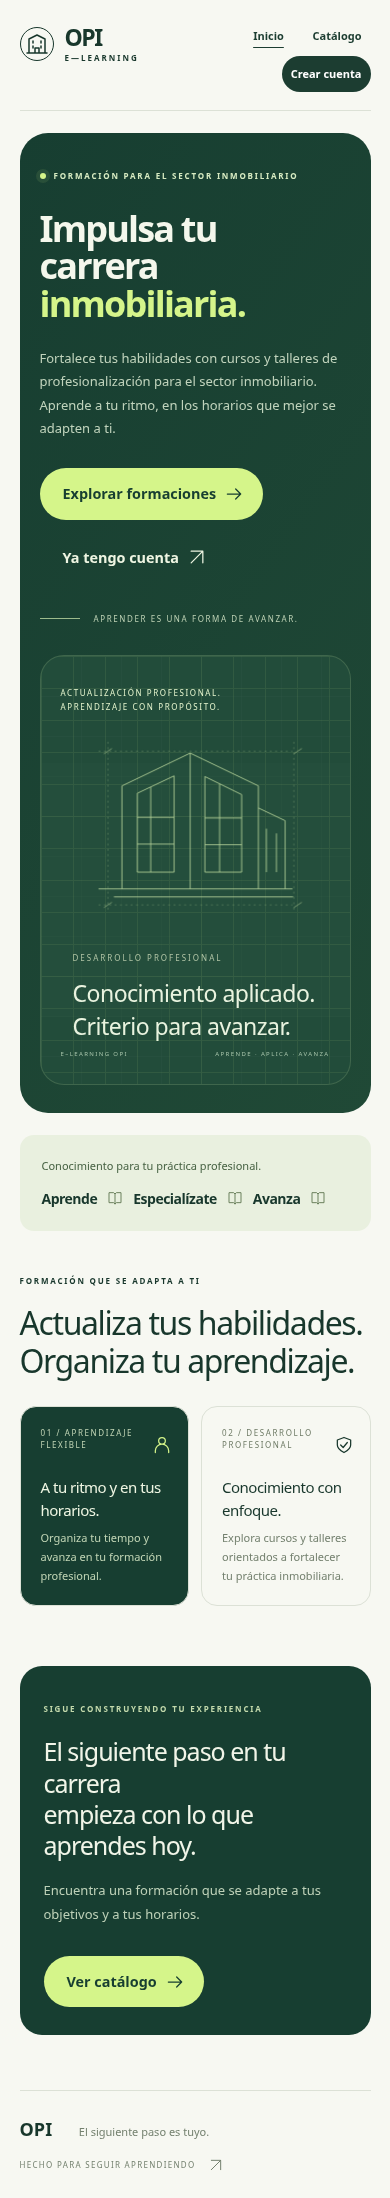 OPI
E—LEARNING
Inicio
Catálogo
Crear cuenta
FORMACIÓN PARA EL SECTOR INMOBILIARIO
Impulsa tu
carrera
inmobiliaria.
Fortalece tus habilidades con cursos y talleres de
profesionalización para el sector inmobiliario.
Aprende a tu ritmo, en los horarios que mejor se
adapten a ti.
Explorar formaciones
Ya tengo cuenta
APRENDER ES UNA FORMA DE AVANZAR.
ACTUALIZACIÓN PROFESIONAL.
APRENDIZAJE CON PROPÓSITO.
DESARROLLO PROFESIONAL
Conocimiento aplicado.
Criterio para avanzar.
E-LEARNING OPI
APRENDE · APLICA · AVANZA
Conocimiento para tu práctica profesional.
Aprende Especialízate Avanza
FORMACIÓN QUE SE ADAPTA A TI
Actualiza tus habilidades.
Organiza tu aprendizaje.
01 / APRENDIZAJE
FLEXIBLE
A tu ritmo y en tus
horarios.
Organiza tu tiempo y
avanza en tu formación
profesional.
02 / DESARROLLO
PROFESIONAL
Conocimiento con
enfoque.
Explora cursos y talleres
orientados a fortalecer
tu práctica inmobiliaria.
SIGUE CONSTRUYENDO TU EXPERIENCIA
El siguiente paso en tu
carrera
empieza con lo que
aprendes hoy.
Encuentra una formación que se adapte a tus
objetivos y a tus horarios.
Ver catálogo
OPI
El siguiente paso es tuyo.
HECHO PARA SEGUIR APRENDIENDO